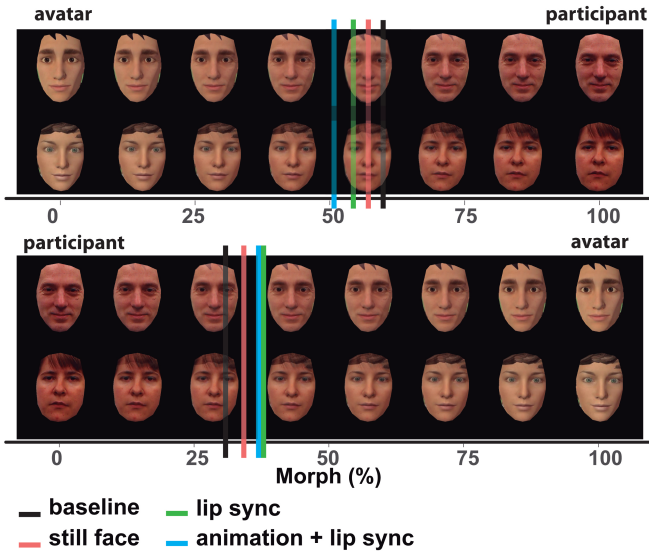 avatar participant
0 25 50 75 100
participant avatar
0 25 50 75 100
Morph (%)
baseline lip sync
still face animation + lip sync